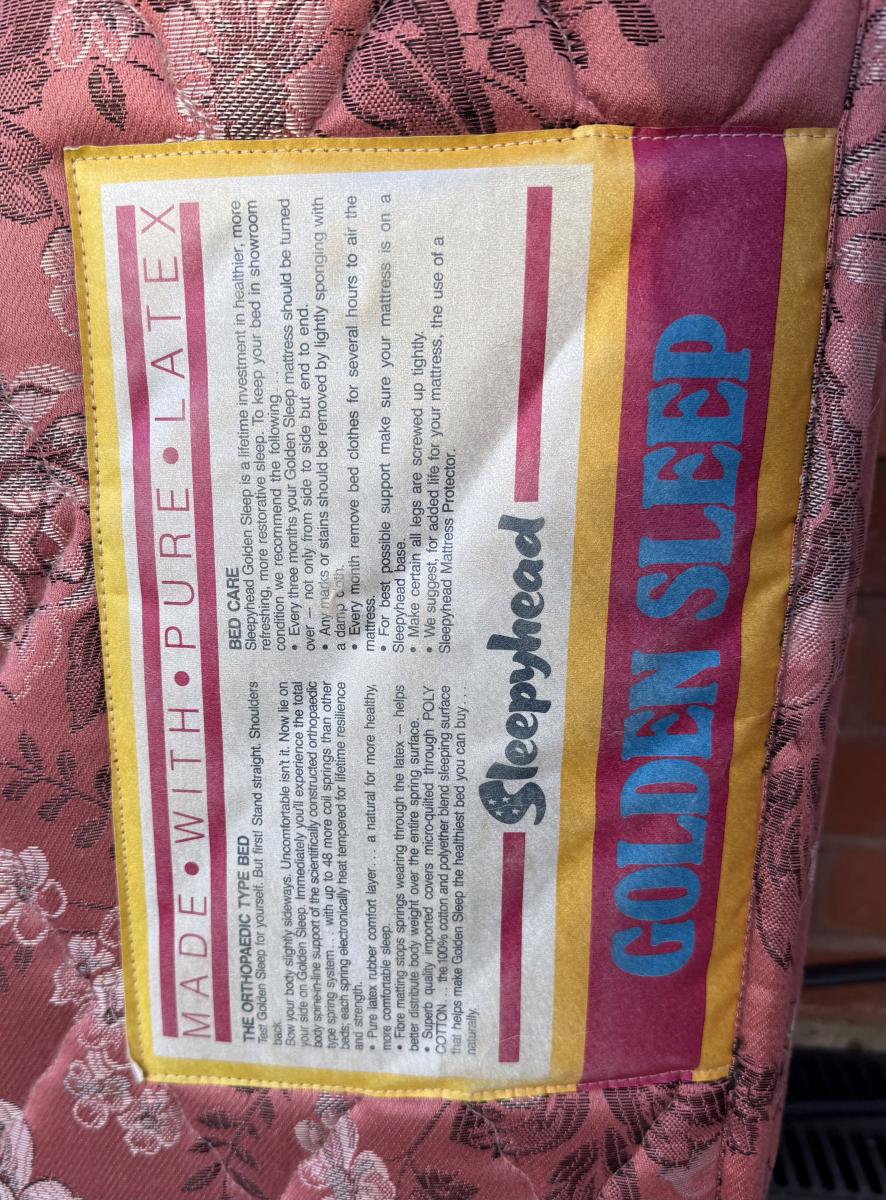 MADE • WITH • PURE • LATEX
THE ORTHOPAEDIC TYPE BED
Test Golden Sleep for yourself. But first! Stand straight. Shoulders
back.
Bow your body slightly sideways. Uncomfortable isn't it. Now lie on
your side on Golden Sleep. Immediately you'll experience the total
body spine-in-line support of the scientifically constructed orthopaedic
type spring system. . . with up to 48 more coil springs than other
beds; each spring electronically heat tempered for lifetime resilience
and strength.
• Pure latex rubber comfort layer. . . a natural for more healthy,
more comfortable sleep.
• Fibre matting stops springs wearing through the latex — helps
better distribute body weight over the entire spring surface.
• Superb quality imported covers micro-quilted through POLY
COTTON. . . the 100% cotton and polyether blend sleeping surface
that helps make Golden Sleep the healthiest bed you can buy. . .
naturally.
BED CARE
Sleepyhead Golden Sleep is a lifetime investment in healthier, more
refreshing, more restorative sleep. To keep your bed in showroom
condition we recommend the following. . .
• Every three months your Golden Sleep mattress should be turned
over — not only from side to side but end to end.
• Any marks or stains should be removed by lightly sponging with
a damp cloth.
• Every month remove bed clothes for several hours to air the
mattress.
• For best possible support make sure your mattress is on a
Sleepyhead base.
• Make certain all legs are screwed up tightly.
• We suggest, for added life for your mattress, the use of a
Sleepyhead Mattress Protector.
Sleepyhead
GOLDEN SLEEP